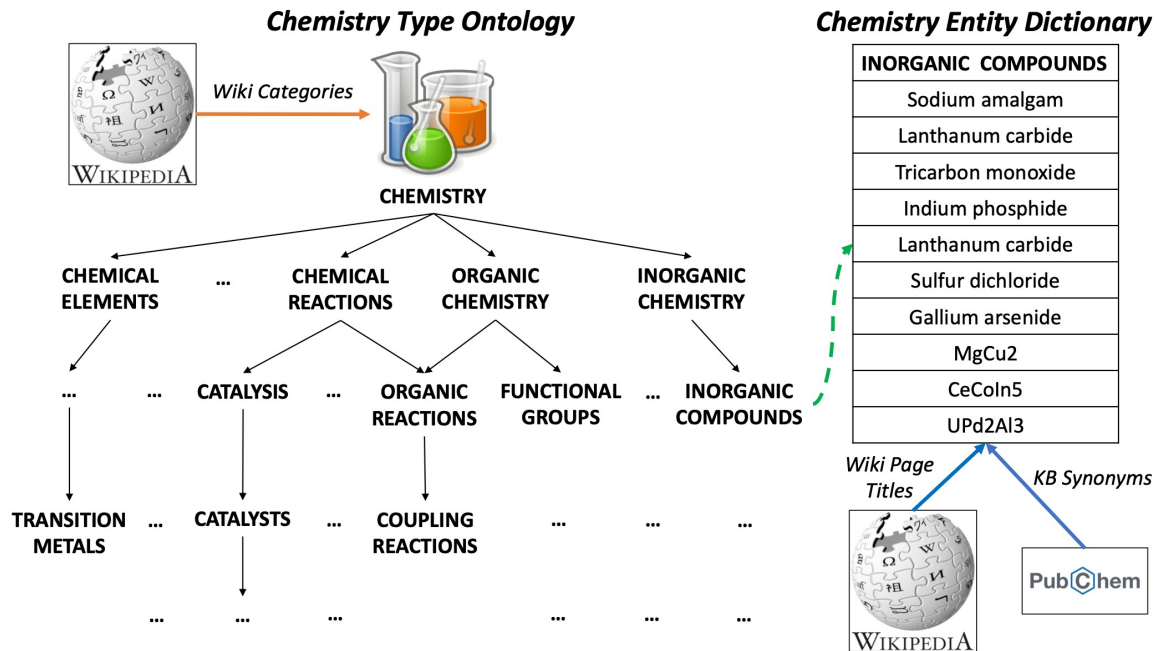 Chemistry Type Ontology
Wiki Categories
WIKIPEDIA
CHEMISTRY
CHEMICAL
ELEMENTS
...
CHEMICAL
REACTIONS
ORGANIC
CHEMISTRY
INORGANIC
CHEMISTRY
...
...
CATALYSIS
...
ORGANIC
REACTIONS
FUNCTIONAL
GROUPS
...
INORGANIC
COMPOUNDS
TRANSITION
METALS
...
CATALYSTS
...
COUPLING
REACTIONS
...
...
...
...
...
...
...
...
...
Chemistry Entity Dictionary
INORGANIC COMPOUNDS
Sodium amalgam
Lanthanum carbide
Tricarbon monoxide
Indium phosphide
Lanthanum carbide
Sulfur dichloride
Gallium arsenide
MgCu2
CeCoIn5
UPd2Al3
Wiki Page
Titles
KB Synonyms
WIKIPEDIA
PubChem